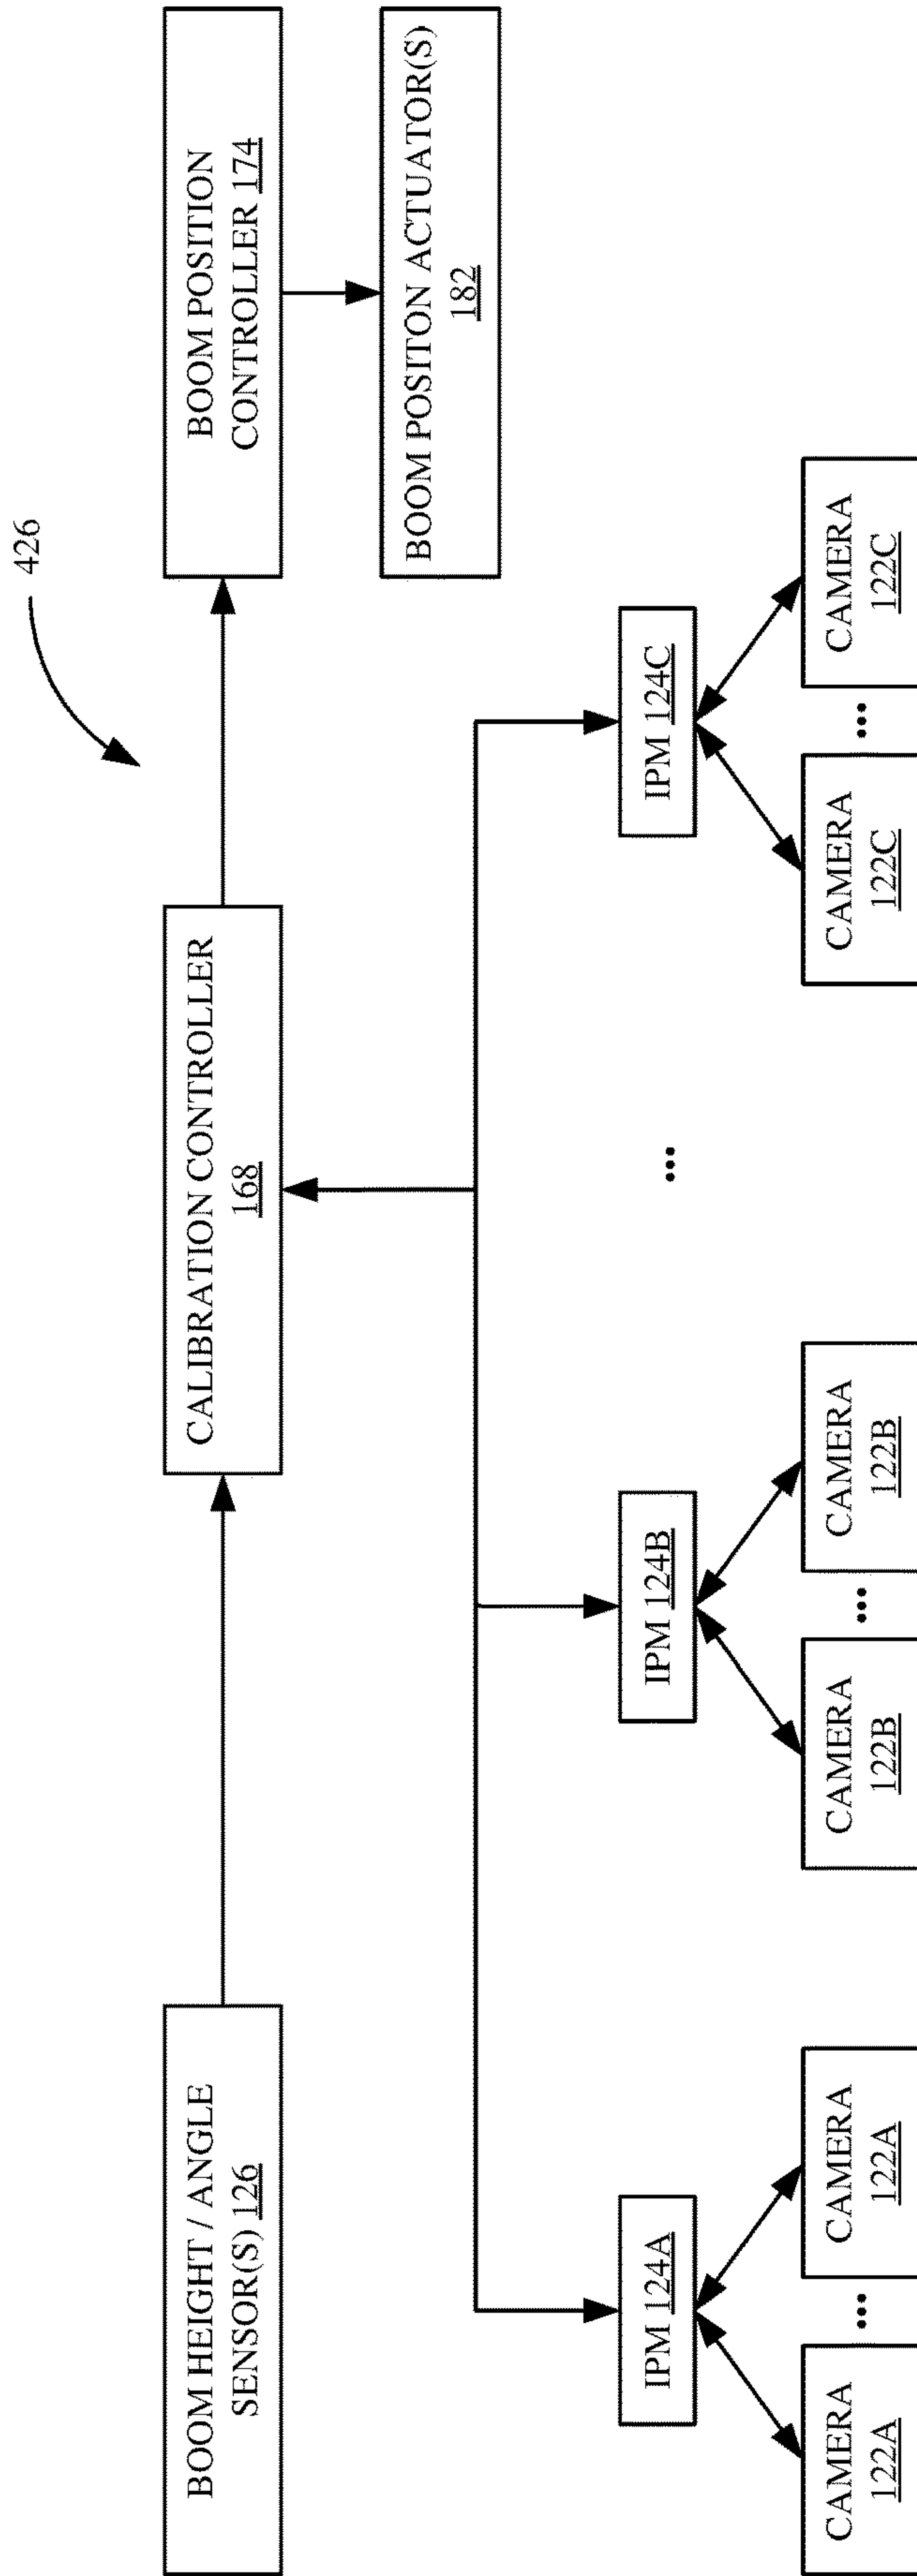 426
BOOM HEIGHT / ANGLE
SENSOR(S) 126
CALIBRATION CONTROLLER
168
BOOM POSITION
CONTROLLER 174
BOOM POSITON ACTUATOR(S)
182
IPM 124A
IPM 124B
...
IPM 124C
CAMERA
122A
...
CAMERA
122A
CAMERA
122B
...
CAMERA
122B
CAMERA
122C
...
CAMERA
122C